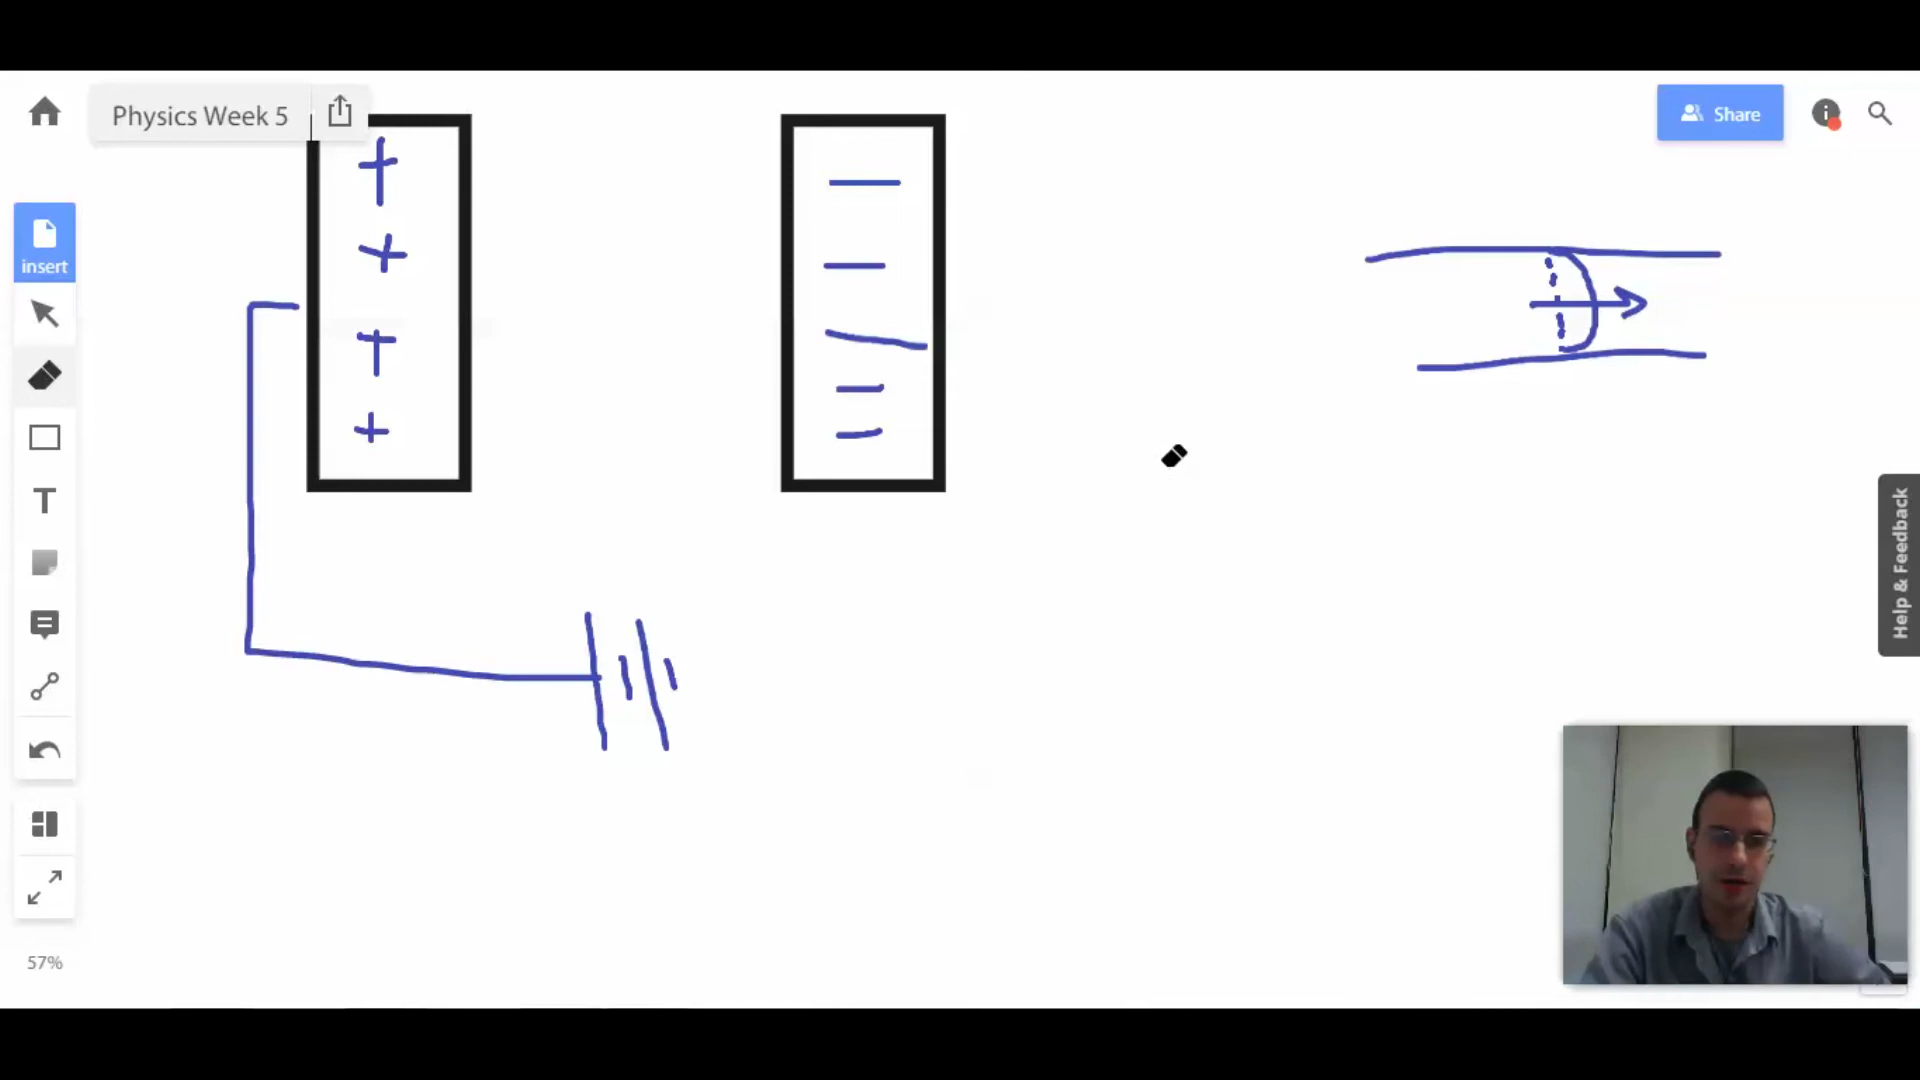 Physics Week 5
Share
insert
+
+
+
+
—
—
—
—
—
T
Help & Feedback
57%